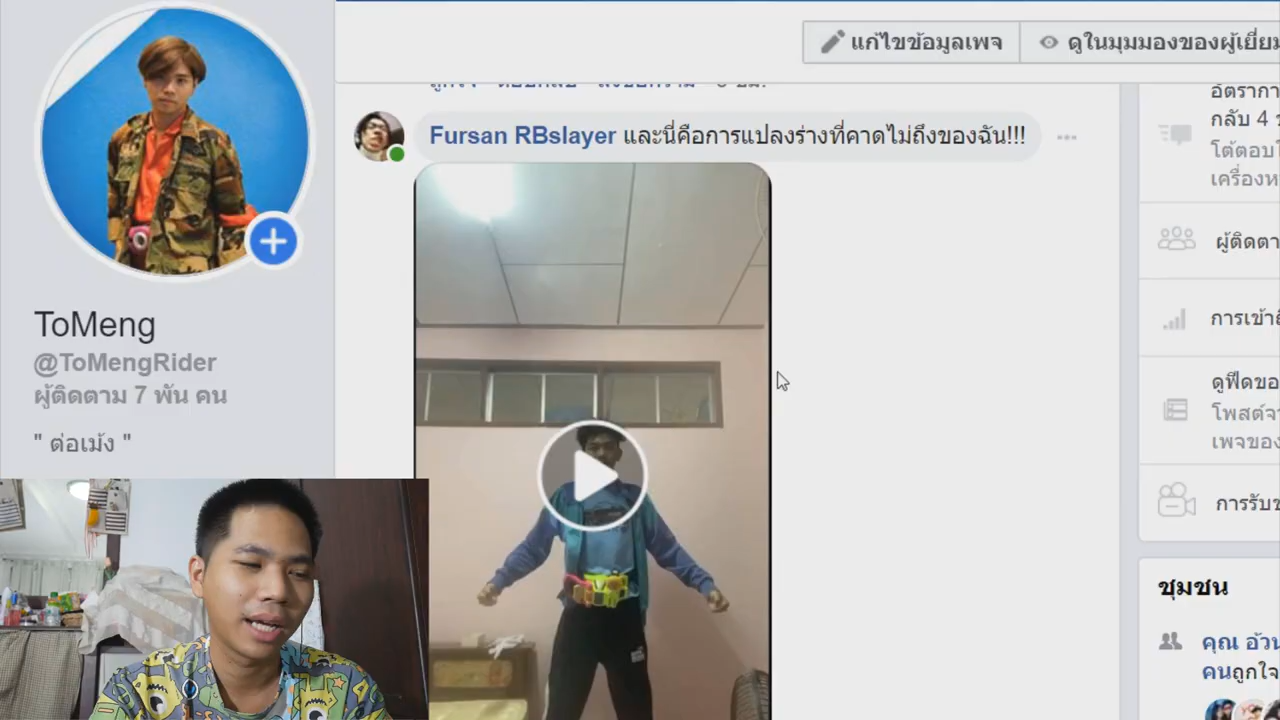 แก้ไขข้อมูลเพจ
ดูในมุมมองของผู้เยี่ยม
Fursan RBslayer และนี่คือการแปลงร่างที่คาดไม่ถึงของฉัน!!!
อัตรากา
กลับ 4
โต้ตอบ
เครื่องห
ผู้ติดตา
การเข้าถึ
ดูฟีดขอ
โพสต์จา
เพจของ
การรับช
ToMeng
@ToMengRider
ผู้ติดตาม 7 พัน คน
" ต่อเม้ง "
ชุมชน
คุณ อ้วน
คนถูกใจ